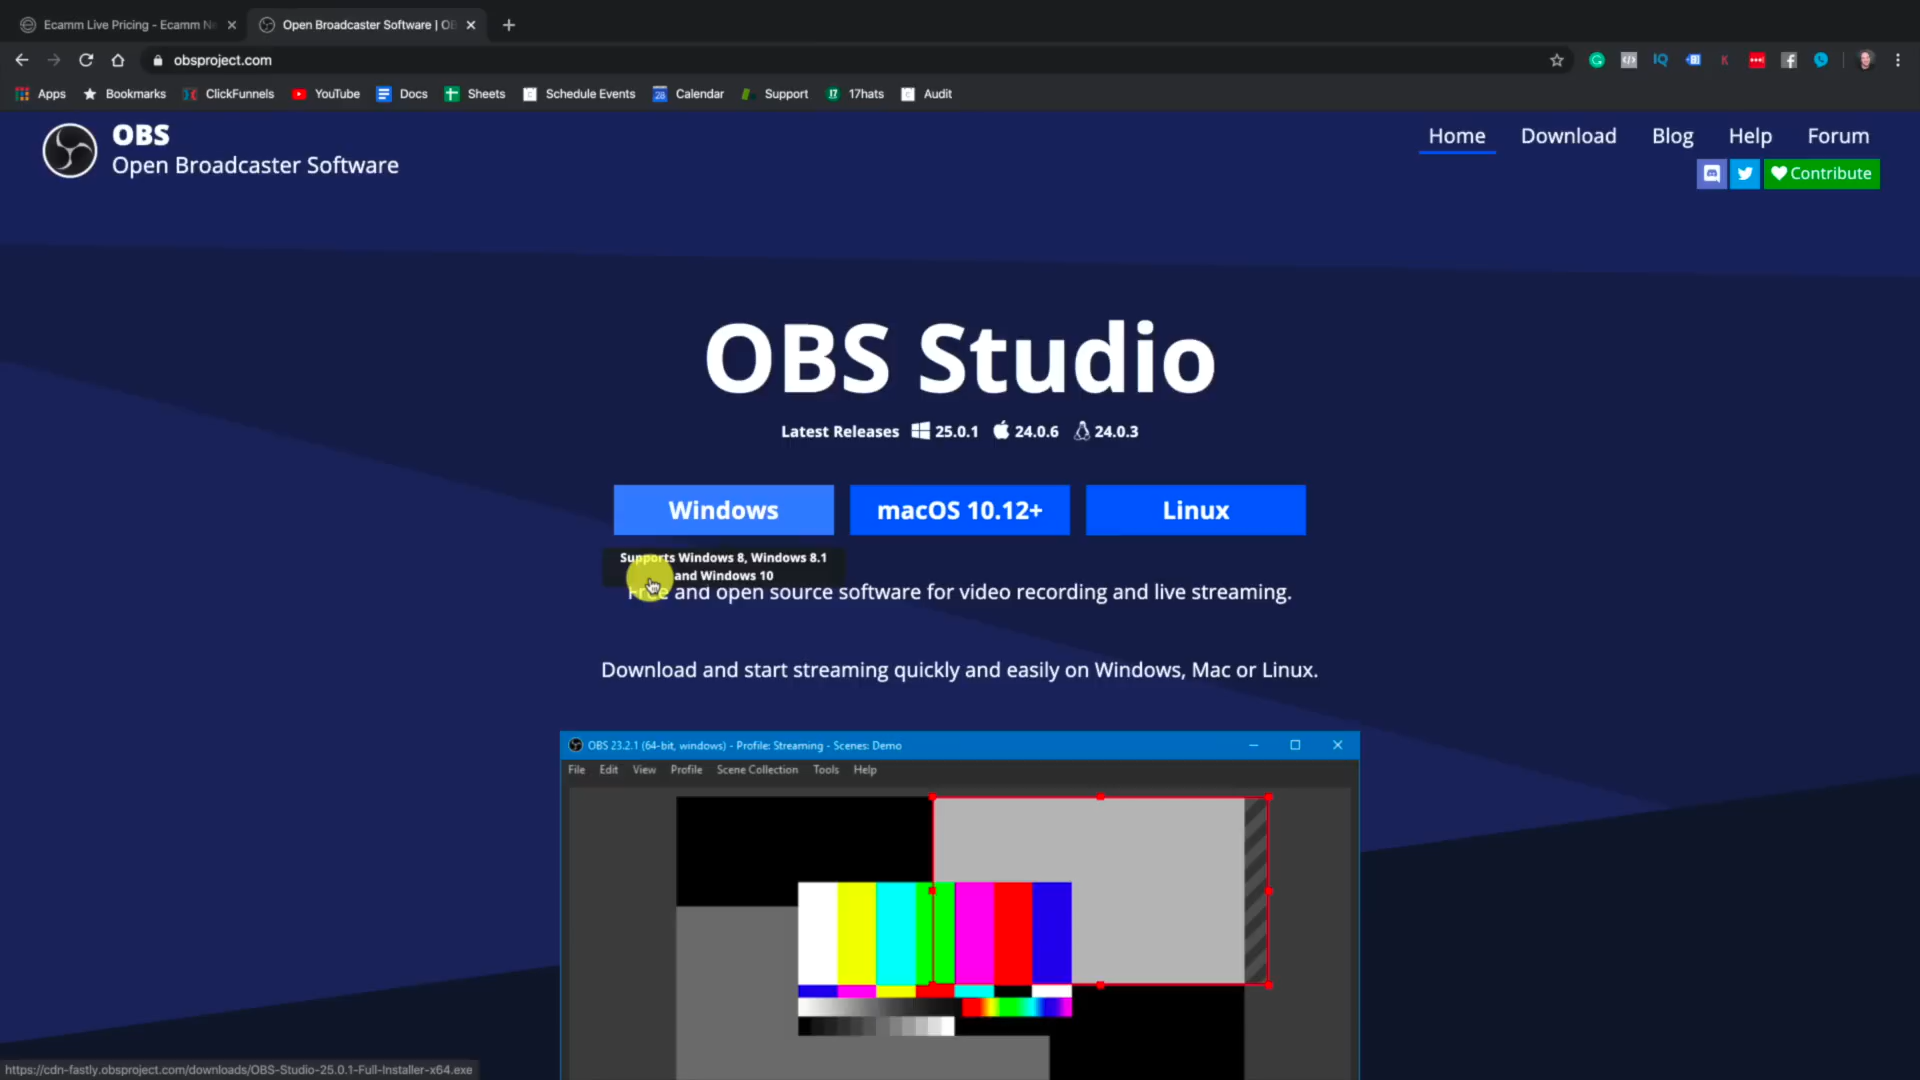 Ecamm Live Pricing - Ecamm N
Open Broadcaster Software | OB
obsproject.com
Apps
Bookmarks
ClickFunnels
YouTube
Docs
Sheets
Schedule Events
28
Calendar
Support
17
17hats
Audit
IQ
K
OBS
Open Broadcaster Software
Home
Download
Blog
Help
Forum
Contribute
OBS Studio
Latest Releases 25.0.1 24.0.6 24.0.3
Windows
macOS 10.12+
Linux
Supports Windows 8, Windows 8.1
and Windows 10
Free and open source software for video recording and live streaming.
Download and start streaming quickly and easily on Windows, Mac or Linux.
OBS 23.2.1 (64-bit, windows) - Profile: Streaming - Scenes: Demo
File Edit View Profile Scene Collection Tools Help
https://cdn-fastly.obsproject.com/downloads/OBS-Studio-25.0.1-Full-Installer-x64.exe